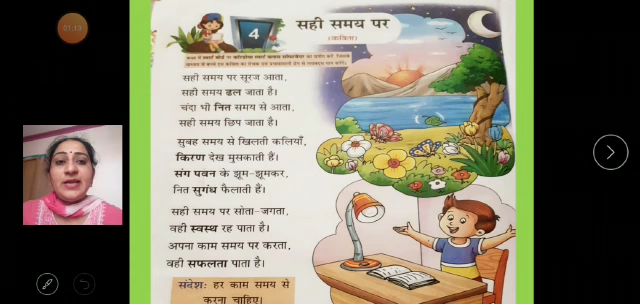 01:13
4
सही समय पर
(कविता)
सही समय पर सूरज आता,
सही समय ढल जाता है।
चंदा भी नित समय से आता,
सही समय छिप जाता है।
सुबह समय से खिलती कलियाँ,
किरण देख मुसकाती हैं।
संग पवन के झूम-झूमकर,
नित सुगंध फैलाती हैं।
सही समय पर सोता-जगता,
वही स्वस्थ रह पाता है।
अपना काम समय पर करता,
वही सफलता पाता है।
संदेश: हर काम समय से
करना चाहिए।